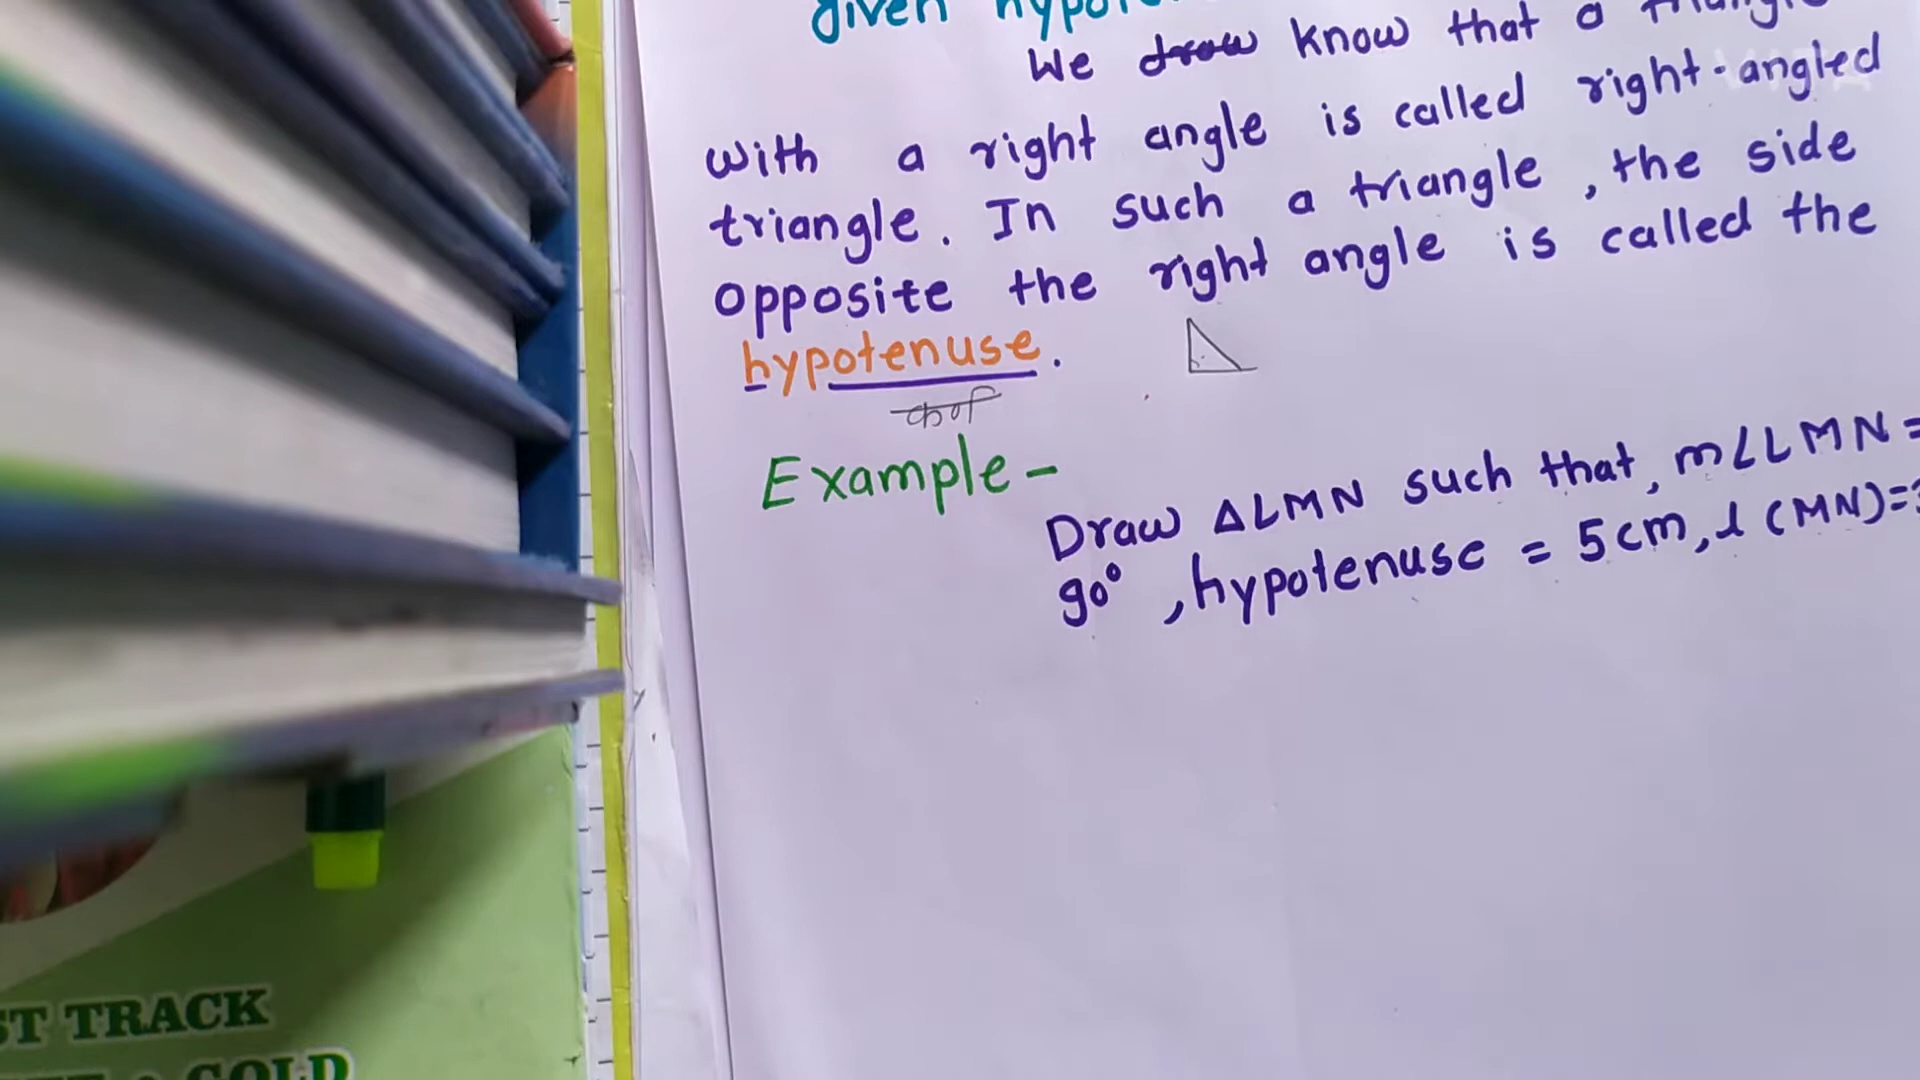 given
We draw know that a
with a right angle is called right-angled
triangle. In such a triangle, the side
opposite the right angle is called the
hypotenuse.
कर्ण
Example -
Draw ΔLMN such that, m∠LMN =
90°, hypotenuse = 5cm, l (MN)=
ST TRACK
GOLD